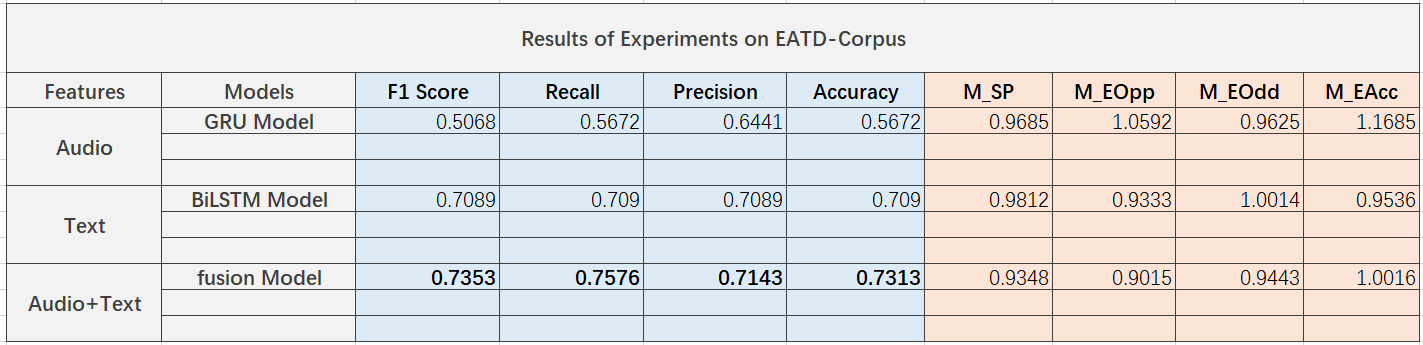 Results of Experiments on EATD-Corpus
Features Models F1 Score Recall Precision Accuracy M_SP M_EOpp M_EOdd M_EAcc
Audio GRU Model 0.5068 0.5672 0.6441 0.5672 0.9685 1.0592 0.9625 1.1685
Text BiLSTM Model 0.7089 0.709 0.7089 0.709 0.9812 0.9333 1.0014 0.9536
Audio+Text fusion Model 0.7353 0.7576 0.7143 0.7313 0.9348 0.9015 0.9443 1.0016